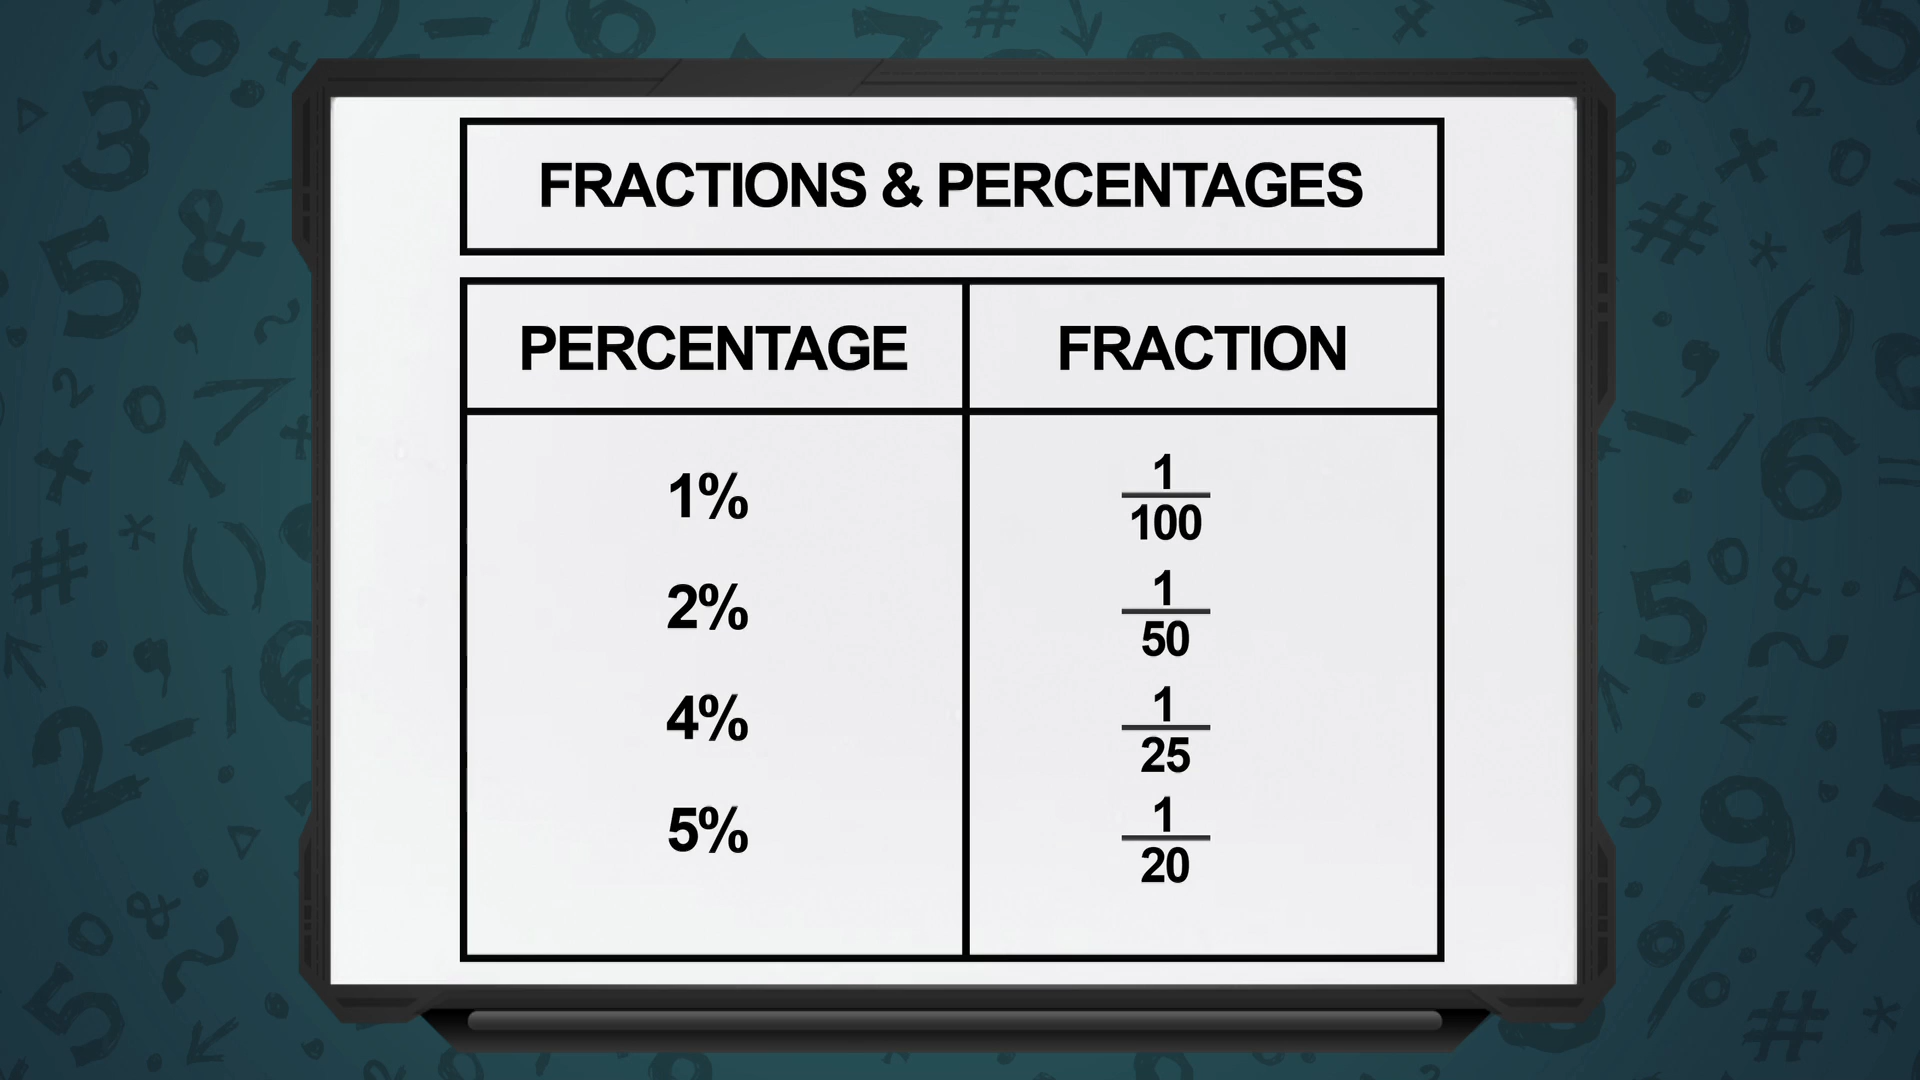 FRACTIONS & PERCENTAGES
PERCENTAGE FRACTION
1% 1/100
2% 1/50
4% 1/25
5% 1/20